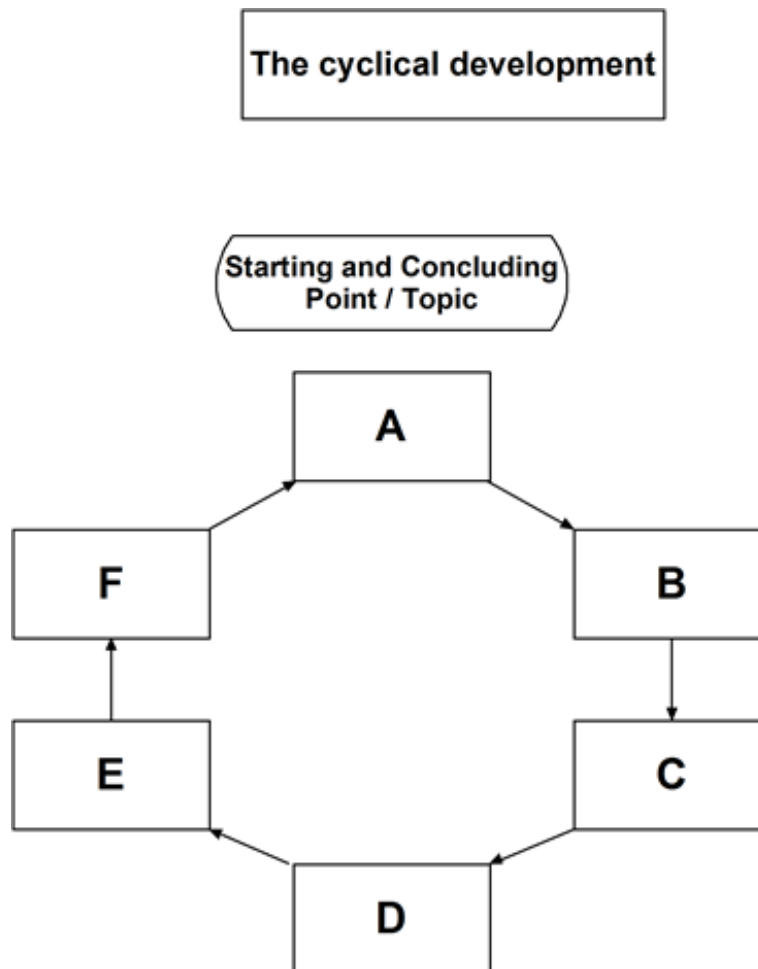 The cyclical development
Starting and Concluding
Point / Topic
A
F
B
E
C
D